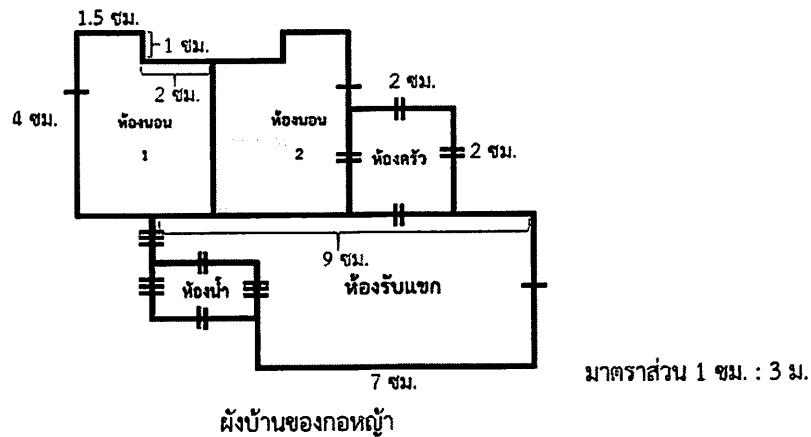 1.5 ซม.
1 ซม.
2 ซม.
4 ซม.
ห้องนอน
1
ห้องนอน
2
2 ซม.
ห้องครัว
2 ซม.
9 ซม.
ห้องน้ำ
ห้องรับแขก
7 ซม.
มาตราส่วน 1 ซม. : 3 ม.
ผังบ้านของกอหญ้า